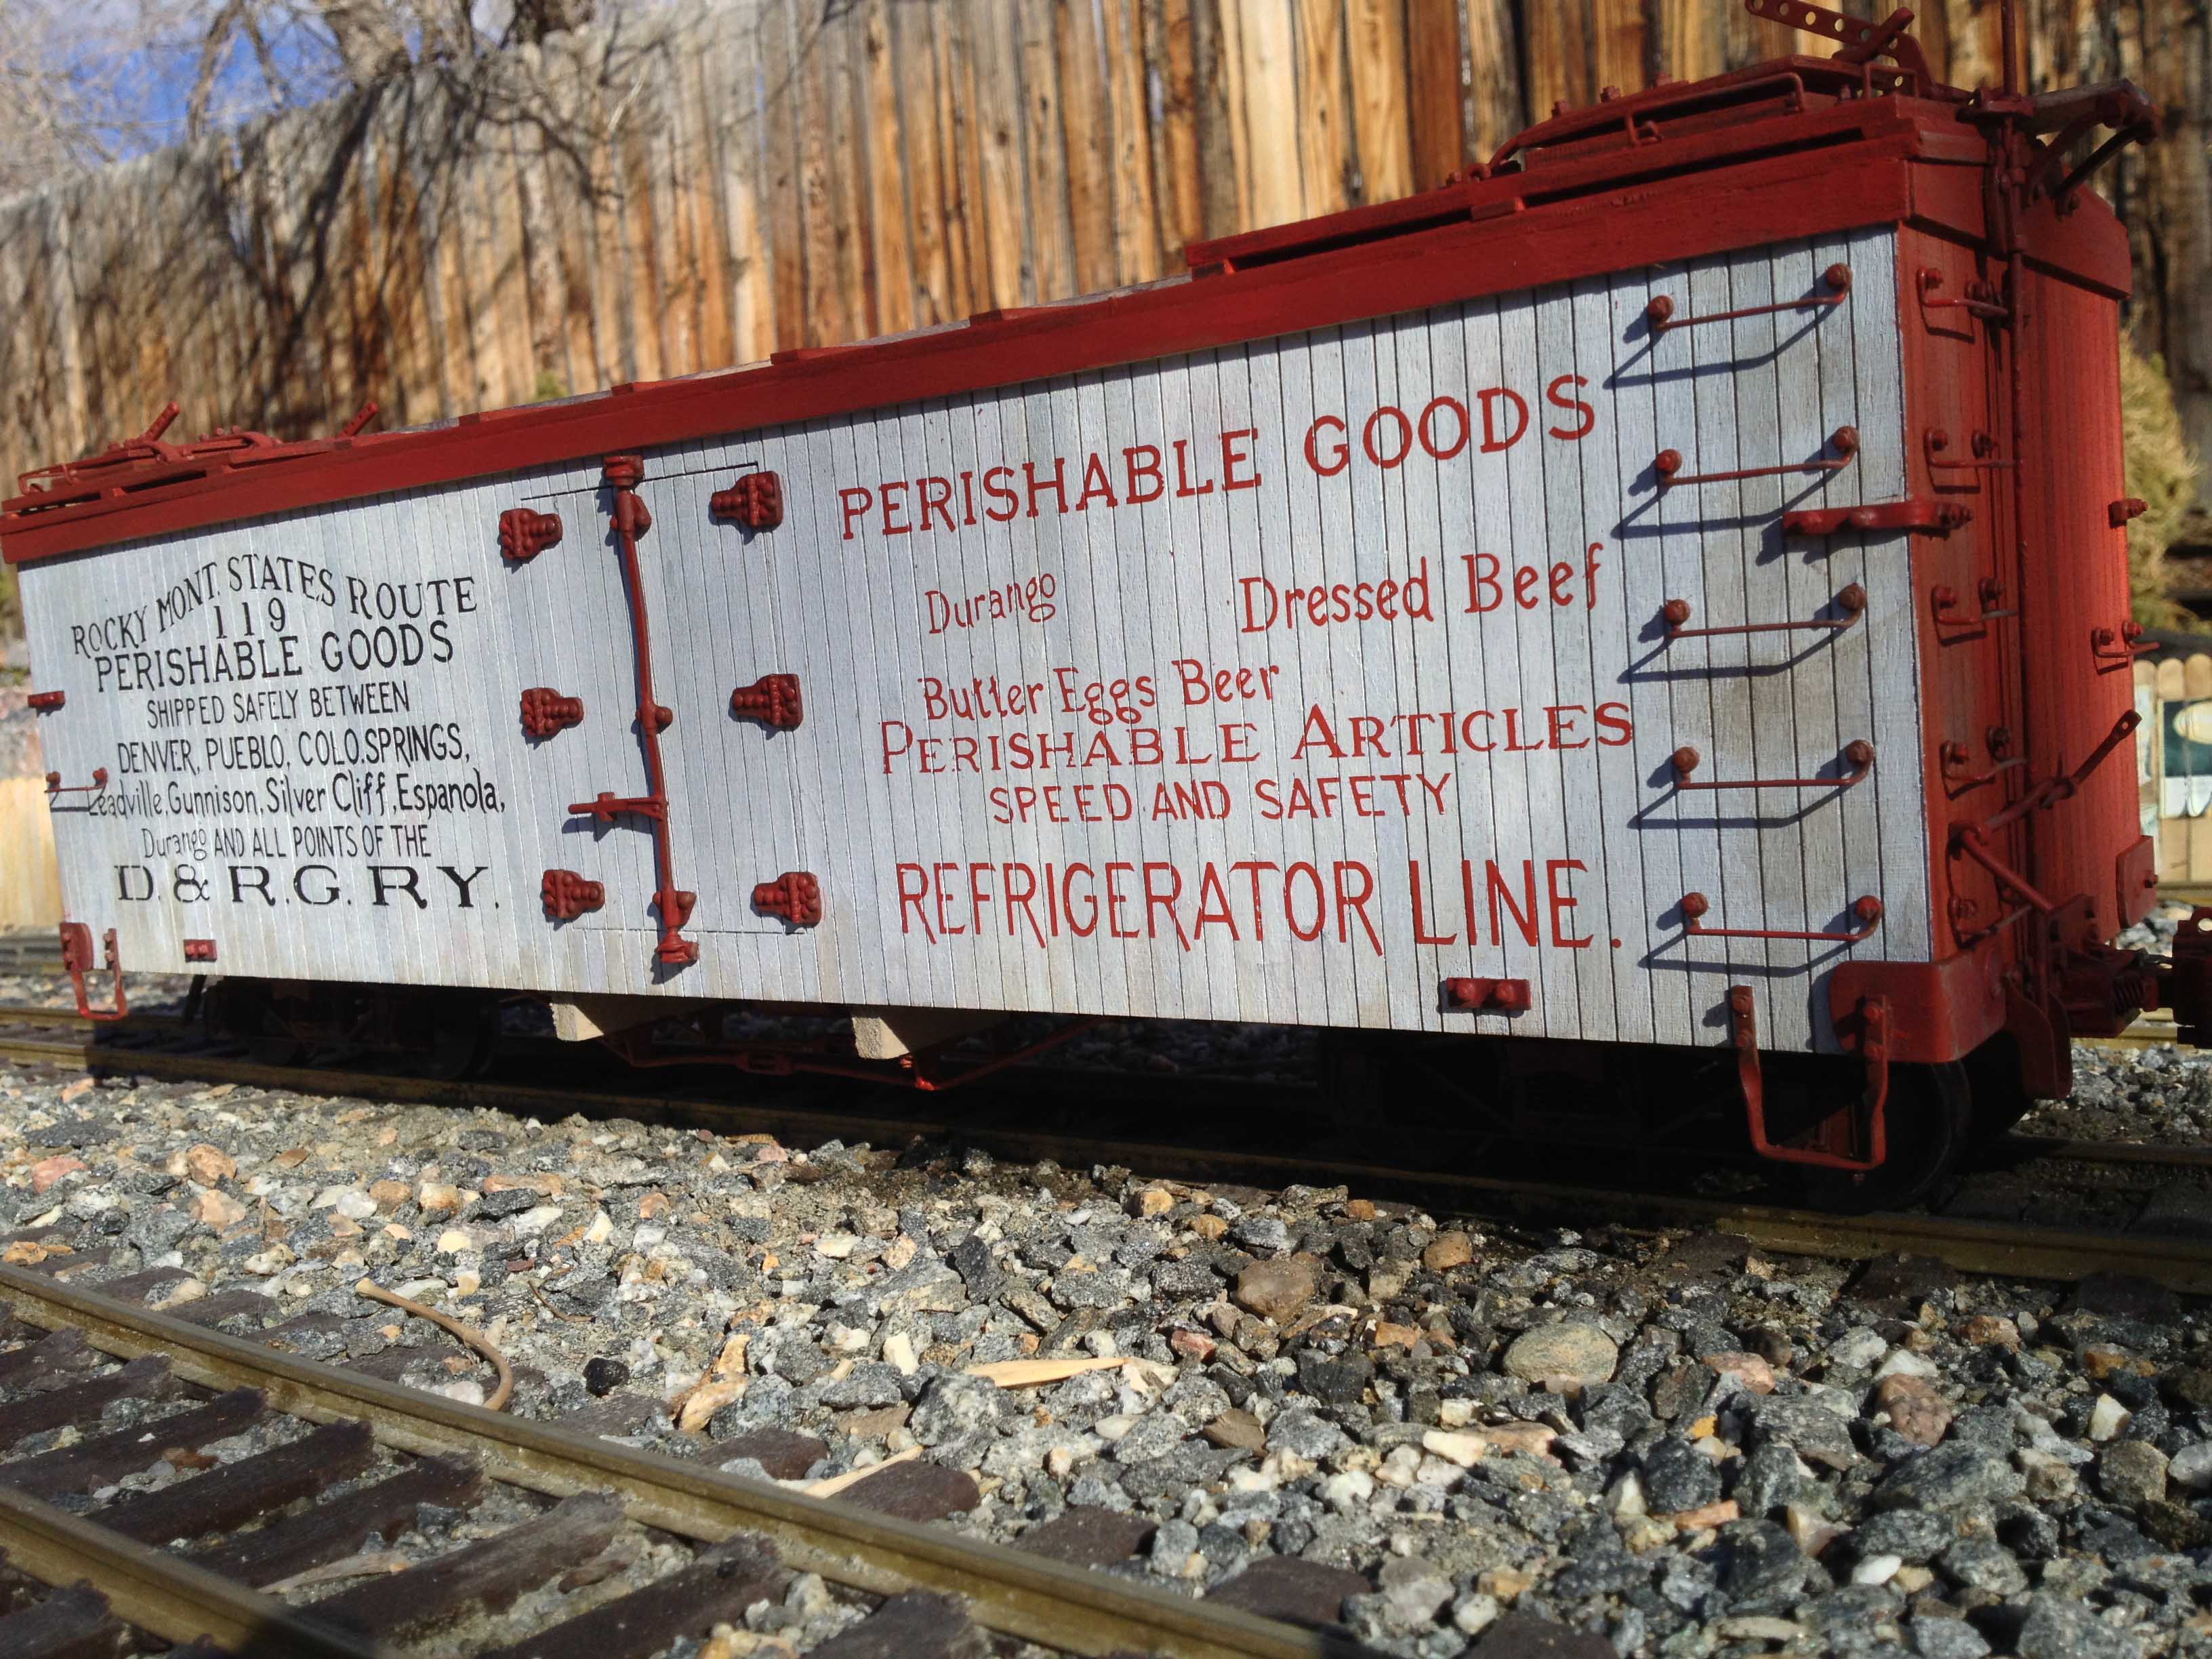 ROCKY MONT. STATES ROUTE
119
PERISHABLE GOODS
SHIPPED SAFELY BETWEEN
DENVER, PUEBLO, COLO.SPRINGS,
Leadville, Gunnison, Silver Cliff, Espanola,
Durango AND ALL POINTS OF THE
D. & R.G. RY.
PERISHABLE GOODS
Durango Dressed Beef
Butter Eggs Beer
PERISHABLE ARTICLES
SPEED AND SAFETY
REFRIGERATOR LINE.